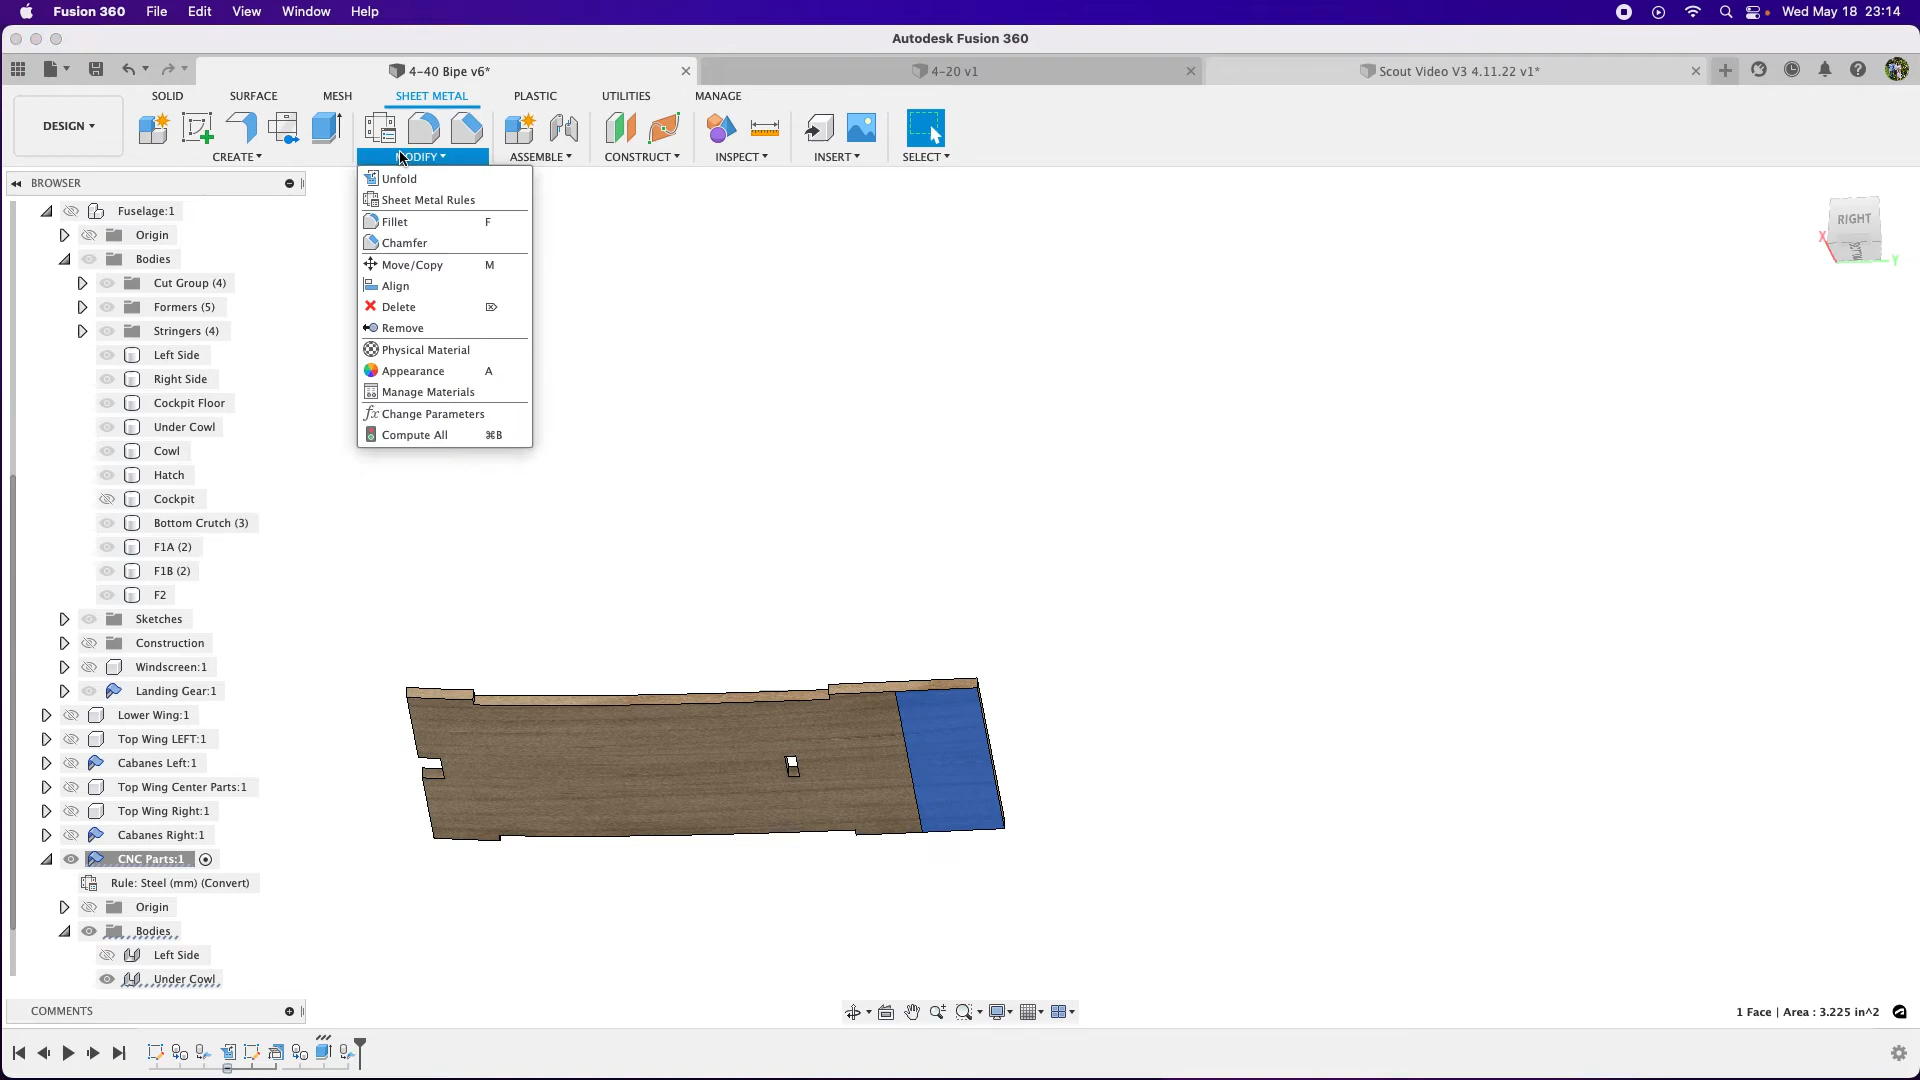 Fusion 360 File Edit View Window Help Wed May 18 23:14
Autodesk Fusion 360
4-40 Bipe v6* 4-20 v1 Scout Video V3 4.11.22 v1*
SOLID SURFACE MESH SHEET METAL PLASTIC UTILITIES MANAGE
DESIGN
CREATE MODIFY ASSEMBLE CONSTRUCT INSPECT INSERT SELECT
BROWSER
Unfold
Sheet Metal Rules
Fillet F
Chamfer
Move/Copy M
Align
Delete
Remove
Physical Material
Appearance A
Manage Materials
Change Parameters
Compute All ⌘B
Fuselage:1
Origin
Bodies
Cut Group (4)
Formers (5)
Stringers (4)
Left Side
Right Side
Cockpit Floor
Under Cowl
Cowl
Hatch
Cockpit
Bottom Crutch (3)
F1A (2)
F1B (2)
F2
Sketches
Construction
Windscreen:1
Landing Gear:1
Lower Wing:1
Top Wing LEFT:1
Cabanes Left:1
Top Wing Center Parts:1
Top Wing Right:1
Cabanes Right:1
CNC Parts:1
Rule: Steel (mm) (Convert)
Origin
Bodies
Left Side
Under Cowl
RIGHT
X
Y
COMMENTS
1 Face | Area : 3.225 in^2